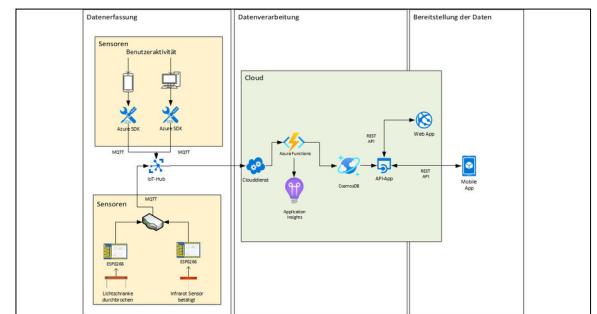 Datenerfassung
Datenverarbeitung
Bereitstellung der Daten
Sensoren
Benutzeraktivität
Azure SDK
Azure SDK
MQTT
MQTT
IoT-Hub
Cloud
Clouddienst
Azure Functions
Application
Insights
CosmosDB
REST
API
API-App
Web App
REST
API
Mobile
App
MQTT
Sensoren
ESP8266
ESP8266
Lichtschranke
durchbrochen
Infrarot Sensor
betätigt